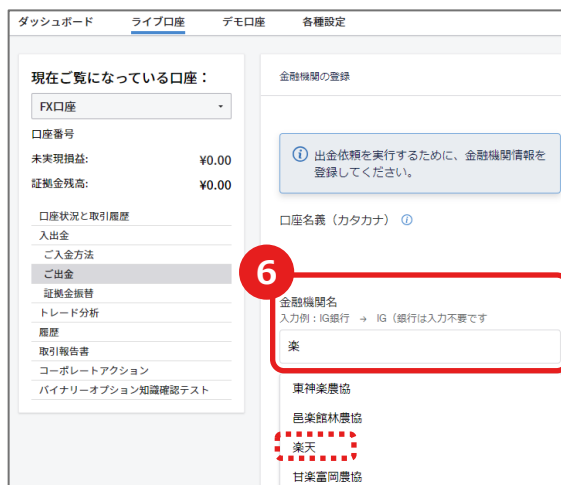 ダッシュボード ライブ口座 デモ口座 各種設定
現在ご覧になっている口座：
FX口座
口座番号
未実現損益: ¥0.00
証拠金残高: ¥0.00
口座状況と取引履歴
入出金
ご入金方法
ご出金
証拠金振替
トレード分析
履歴
取引報告書
コーポレートアクション
バイナリーオプション知識確認テスト
金融機関の登録
出金依頼を実行するために、金融機関情報を
登録してください。
口座名義（カタカナ）
6
金融機関名
入力例：IG銀行 → IG（銀行は入力不要です
楽
東神楽農協
邑楽館林農協
楽天
甘楽富岡農協